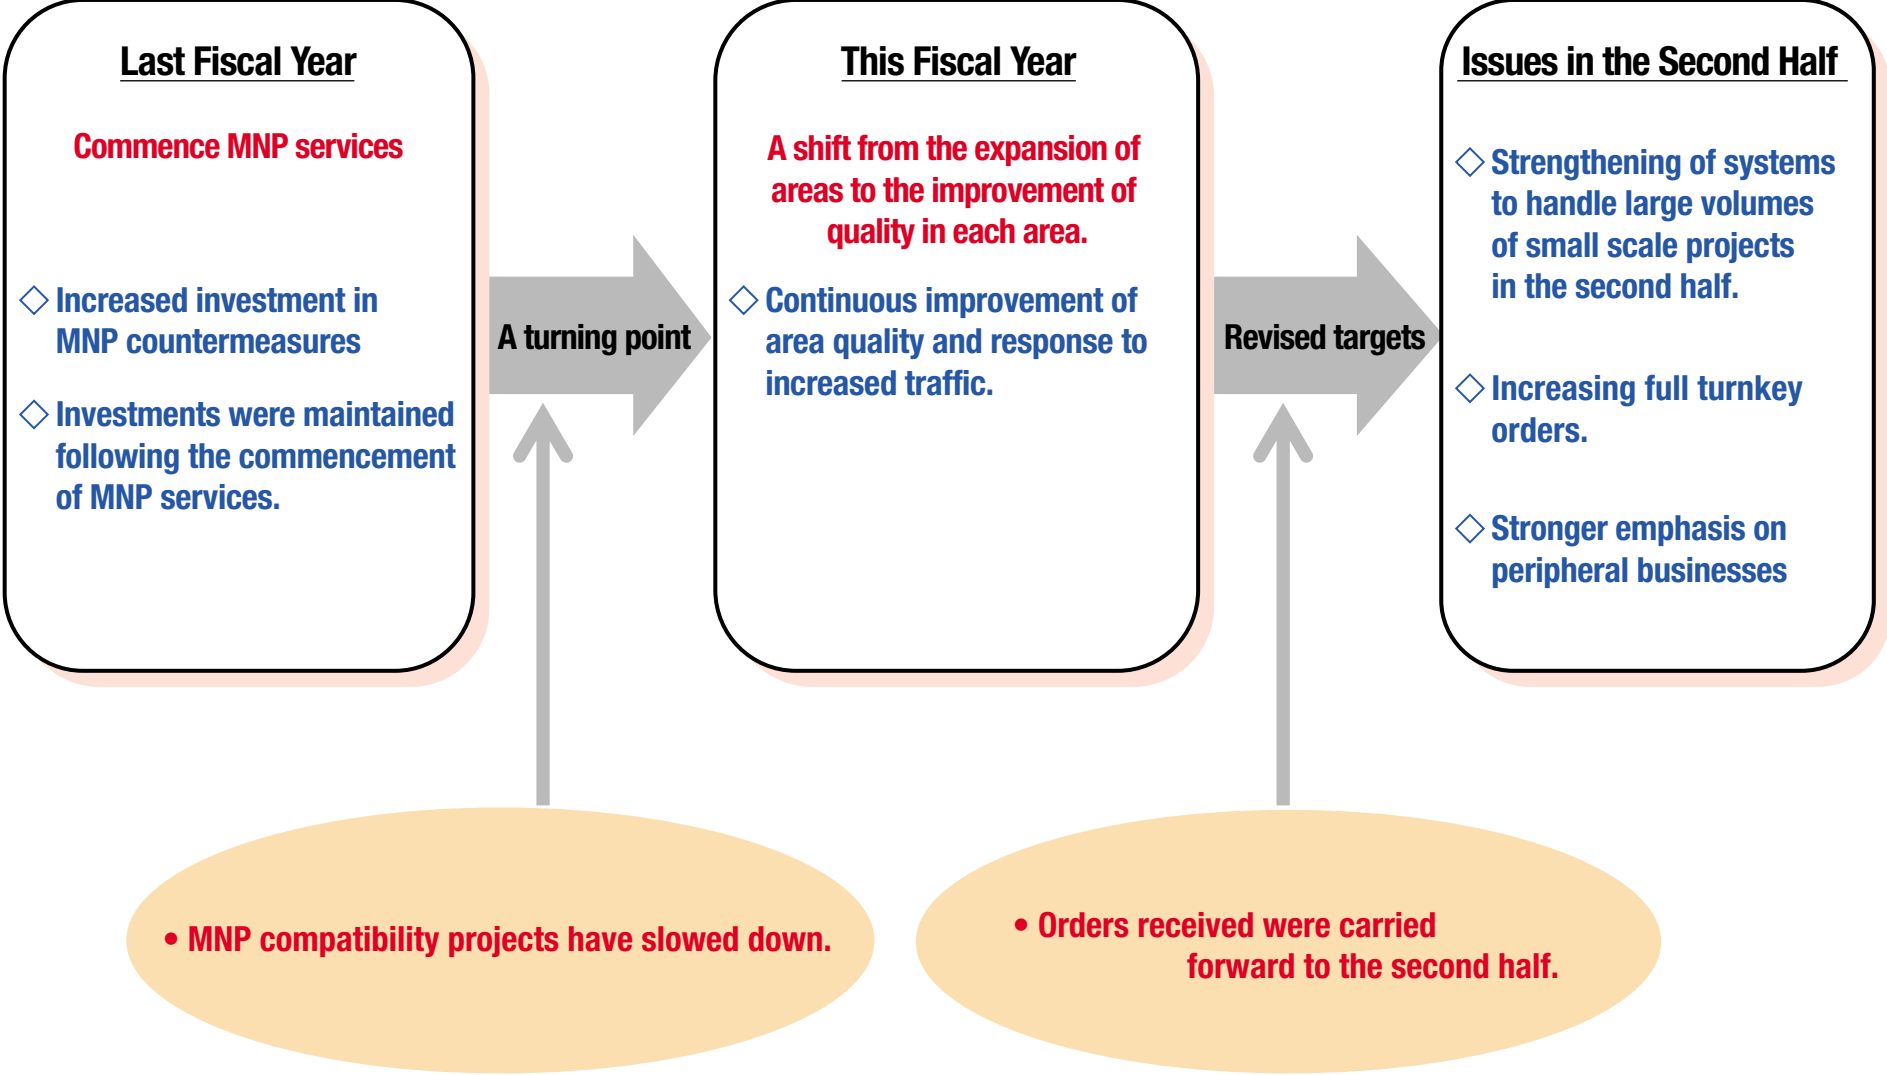 Last Fiscal Year
Commence MNP services
◇ Increased investment in
MNP countermeasures
◇ Investments were maintained
following the commencement
of MNP services.
A turning point
This Fiscal Year
A shift from the expansion of
areas to the improvement of
quality in each area.
◇ Continuous improvement of
area quality and response to
increased traffic.
Revised targets
Issues in the Second Half
◇ Strengthening of systems
to handle large volumes
of small scale projects
in the second half.
◇ Increasing full turnkey
orders.
◇ Stronger emphasis on
peripheral businesses
• MNP compatibility projects have slowed down.
• Orders received were carried
forward to the second half.